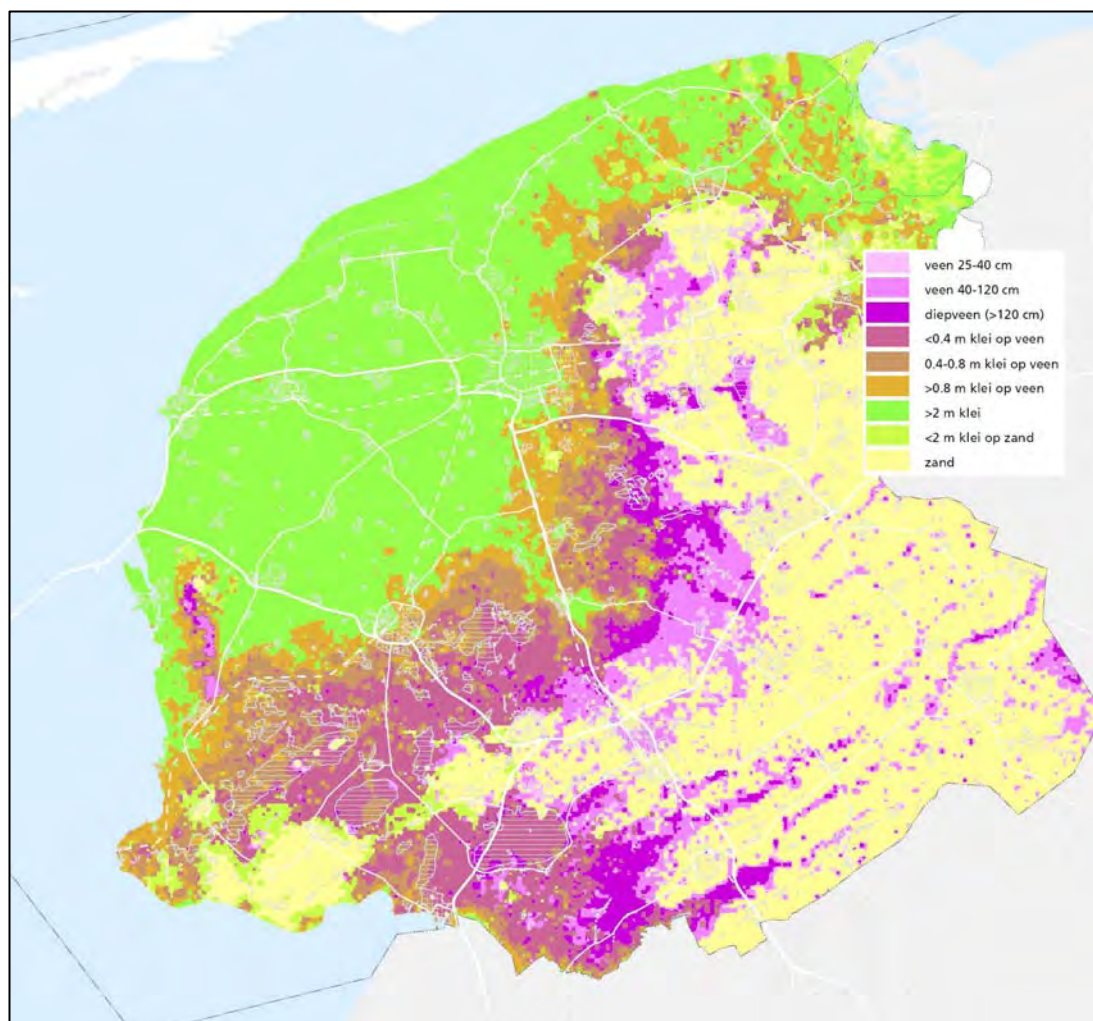 veen 25-40 cm
veen 40-120 cm
diepveen (>120 cm)
<0.4 m klei op veen
0.4-0.8 m klei op veen
>0.8 m klei op veen
>2 m klei
<2 m klei op zand
zand